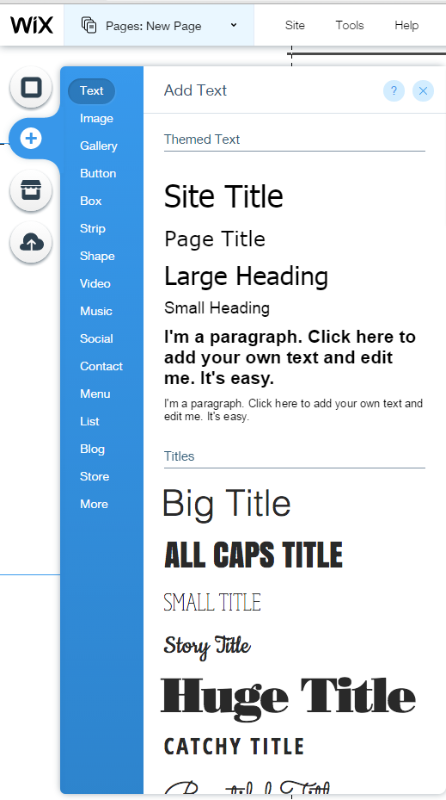 WiX
Pages: New Page
Site
Tools
Help
Text
Image
Gallery
Button
Box
Strip
Shape
Video
Music
Social
Contact
Menu
List
Blog
Store
More
Add Text
?
Themed Text
Site Title
Page Title
Large Heading
Small Heading
I'm a paragraph. Click here to
add your own text and edit
me. It's easy.
I'm a paragraph. Click here to add your own text and
edit me. It's easy.
Titles
Big Title
ALL CAPS TITLE
SMALL TITLE
Story Title
Huge Title
CATCHY TITLE